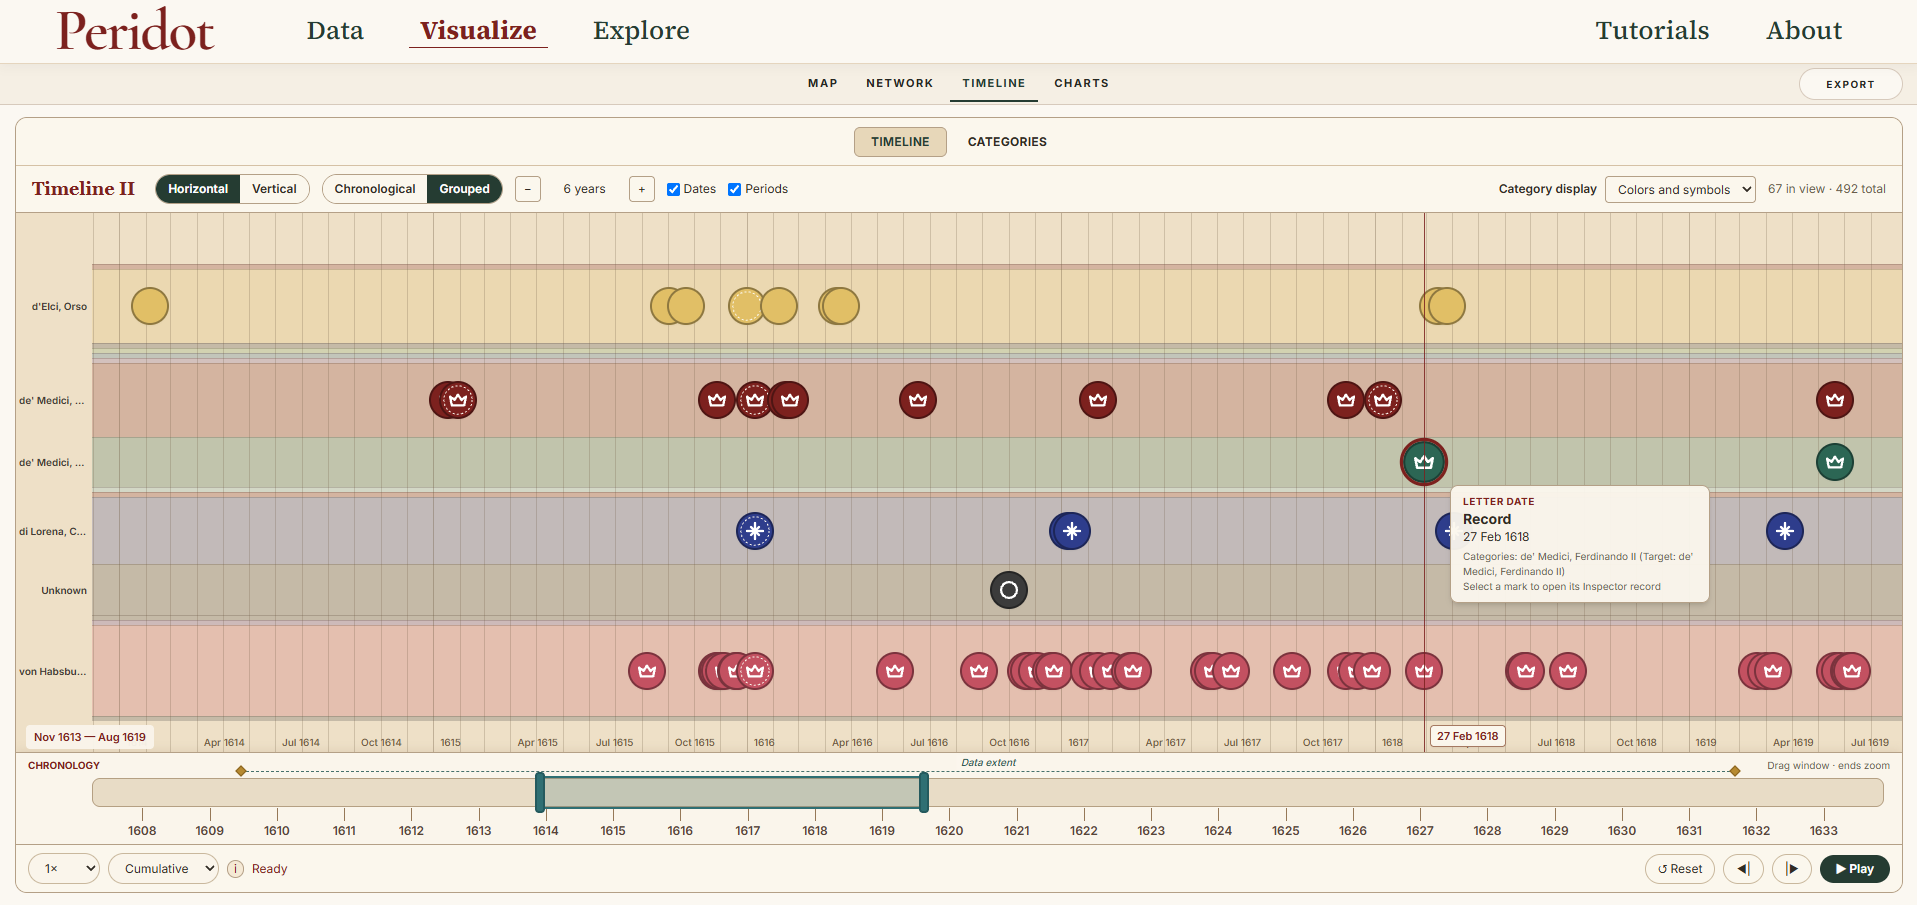 Peridot
Data
Visualize
Explore
Tutorials
About
MAP
NETWORK
TIMELINE
CHARTS
EXPORT
TIMELINE
CATEGORIES
Timeline II
Horizontal
Vertical
Chronological
Grouped
−
6 years
+
Dates
Periods
Category display
Colors and symbols
67 in view · 492 total
d'Elci, Orso
de' Medici, ...
de' Medici, ...
di Lorena, C...
Unknown
von Habsbu...
LETTER DATE
Record
27 Feb 1618
Categories: de' Medici, Ferdinando II (Target: de'
Medici, Ferdinando II)
Select a mark to open its Inspector record
Nov 1613 — Aug 1619
Apr 1614
Jul 1614
Oct 1614
1615
Apr 1615
Jul 1615
Oct 1615
1616
Apr 1616
Jul 1616
Oct 1616
1617
Apr 1617
Jul 1617
Oct 1617
1618
27 Feb 1618
Jul 1618
Oct 1618
1619
Apr 1619
Jul 1619
CHRONOLOGY
Data extent
Drag window · ends zoom
1608
1609
1610
1611
1612
1613
1614
1615
1616
1617
1618
1619
1620
1621
1622
1623
1624
1625
1626
1627
1628
1629
1630
1631
1632
1633
1×
Cumulative
i
Ready
↺ Reset
▶ Play